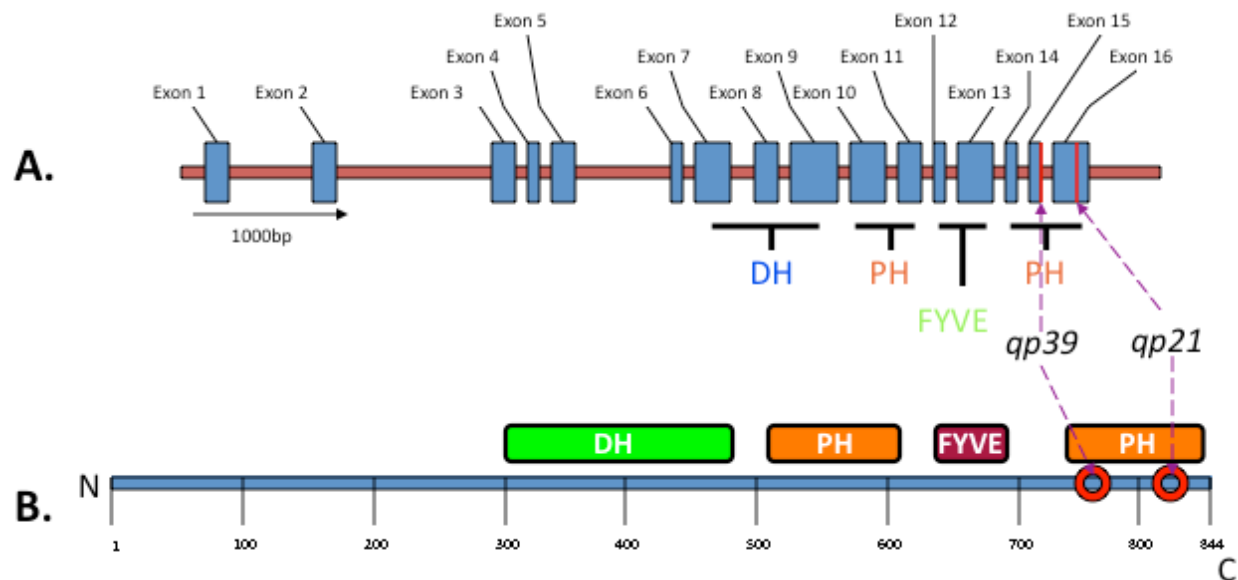 Exon 12
Exon 5
Exon 15
Exon 4
Exon 7
Exon 9
Exon 11
Exon 14
Exon 16
Exon 1
Exon 2
Exon 3
Exon 6
Exon 8
Exon 10
Exon 13
A.
1000bp
DH
PH
PH
FYVE
qp39
qp21
DH
PH
FYVE
PH
N
B.
1
100
200
300
400
500
600
700
800
844
C